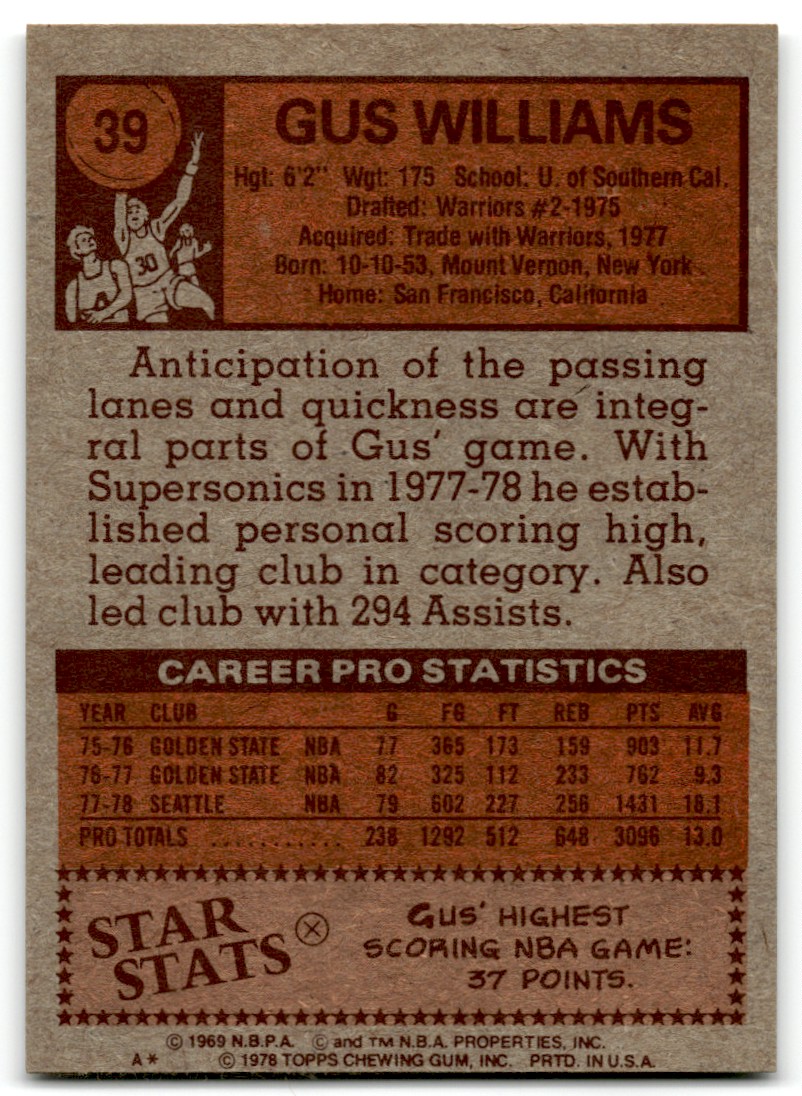 39
GUS WILLIAMS
Hgt: 6'2" Wgt: 175 School: U. of Southern Cal.
Drafted: Warriors #2-1975
Acquired: Trade with Warriors, 1977
Born: 10-10-53, Mount Vernon, New York
Home: San Francisco, California
30
Anticipation of the passing
lanes and quickness are integ-
ral parts of Gus' game. With
Supersonics in 1977-78 he estab-
lished personal scoring high,
leading club in category. Also
led club with 294 Assists.
CAREER PRO STATISTICS
YEAR CLUB G FG FT REB PTS AVG
75-76 GOLDEN STATE NBA 77 365 173 159 903 11.7
76-77 GOLDEN STATE NBA 82 325 112 233 762 9.3
77-78 SEATTLE NBA 79 602 227 256 1431 18.1
PRO TOTALS ........... 238 1292 512 648 3096 13.0
STAR
STATS
GUS' HIGHEST
SCORING NBA GAME:
37 POINTS.
© 1969 N.B.P.A. © and TM N.B.A. PROPERTIES, INC.
A* © 1978 TOPPS CHEWING GUM, INC. PRTD. IN U.S.A.